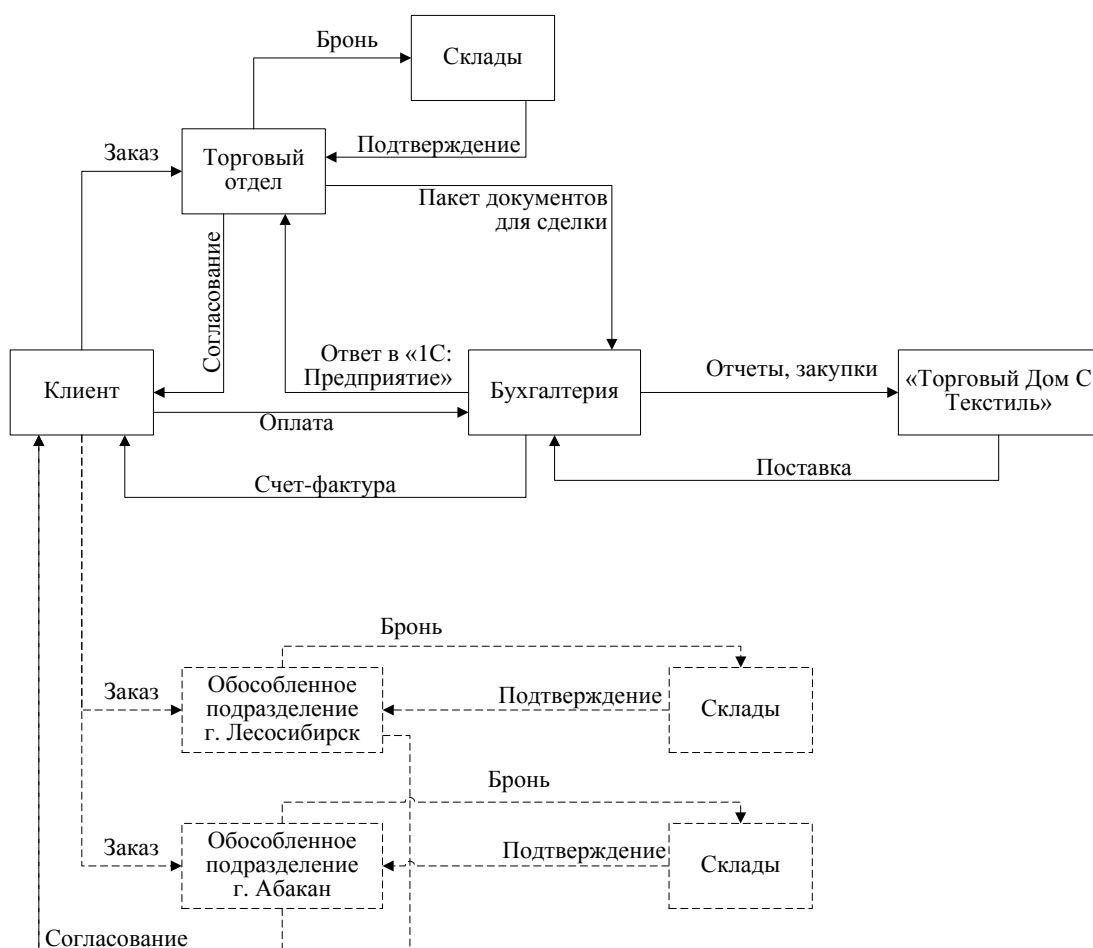 Бронь
Склады
Заказ
Торговый
отдел
Подтверждение
Пакет документов
для сделки
Согласование
Клиент
Ответ в «1С:
Предприятие»
Бухгалтерия
Отчеты, закупки
«Торговый Дом С
Текстиль»
Оплата
Счет-фактура
Поставка
Бронь
Заказ
Обособленное
подразделение
г. Лесосибирск
Подтверждение
Склады
Бронь
Заказ
Обособленное
подразделение
г. Абакан
Подтверждение
Склады
Согласование